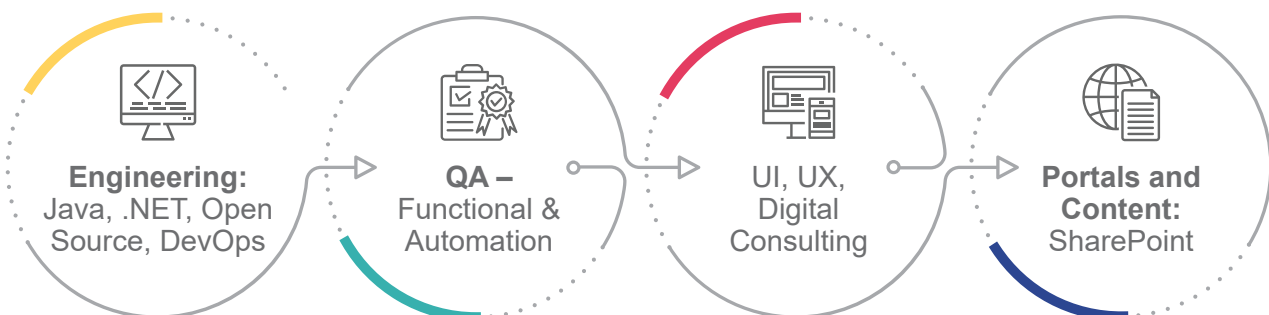 Engineering:
Java, .NET, Open
Source, DevOps
QA –
Functional &
Automation
UI, UX,
Digital
Consulting
Portals and
Content:
SharePoint